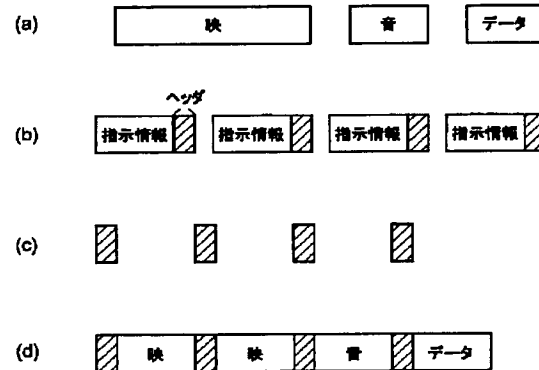 (a) 映 音 データ
ヘッダ
(b) 指示情報 指示情報 指示情報 指示情報
(c)
(d) 映 映 音 データ